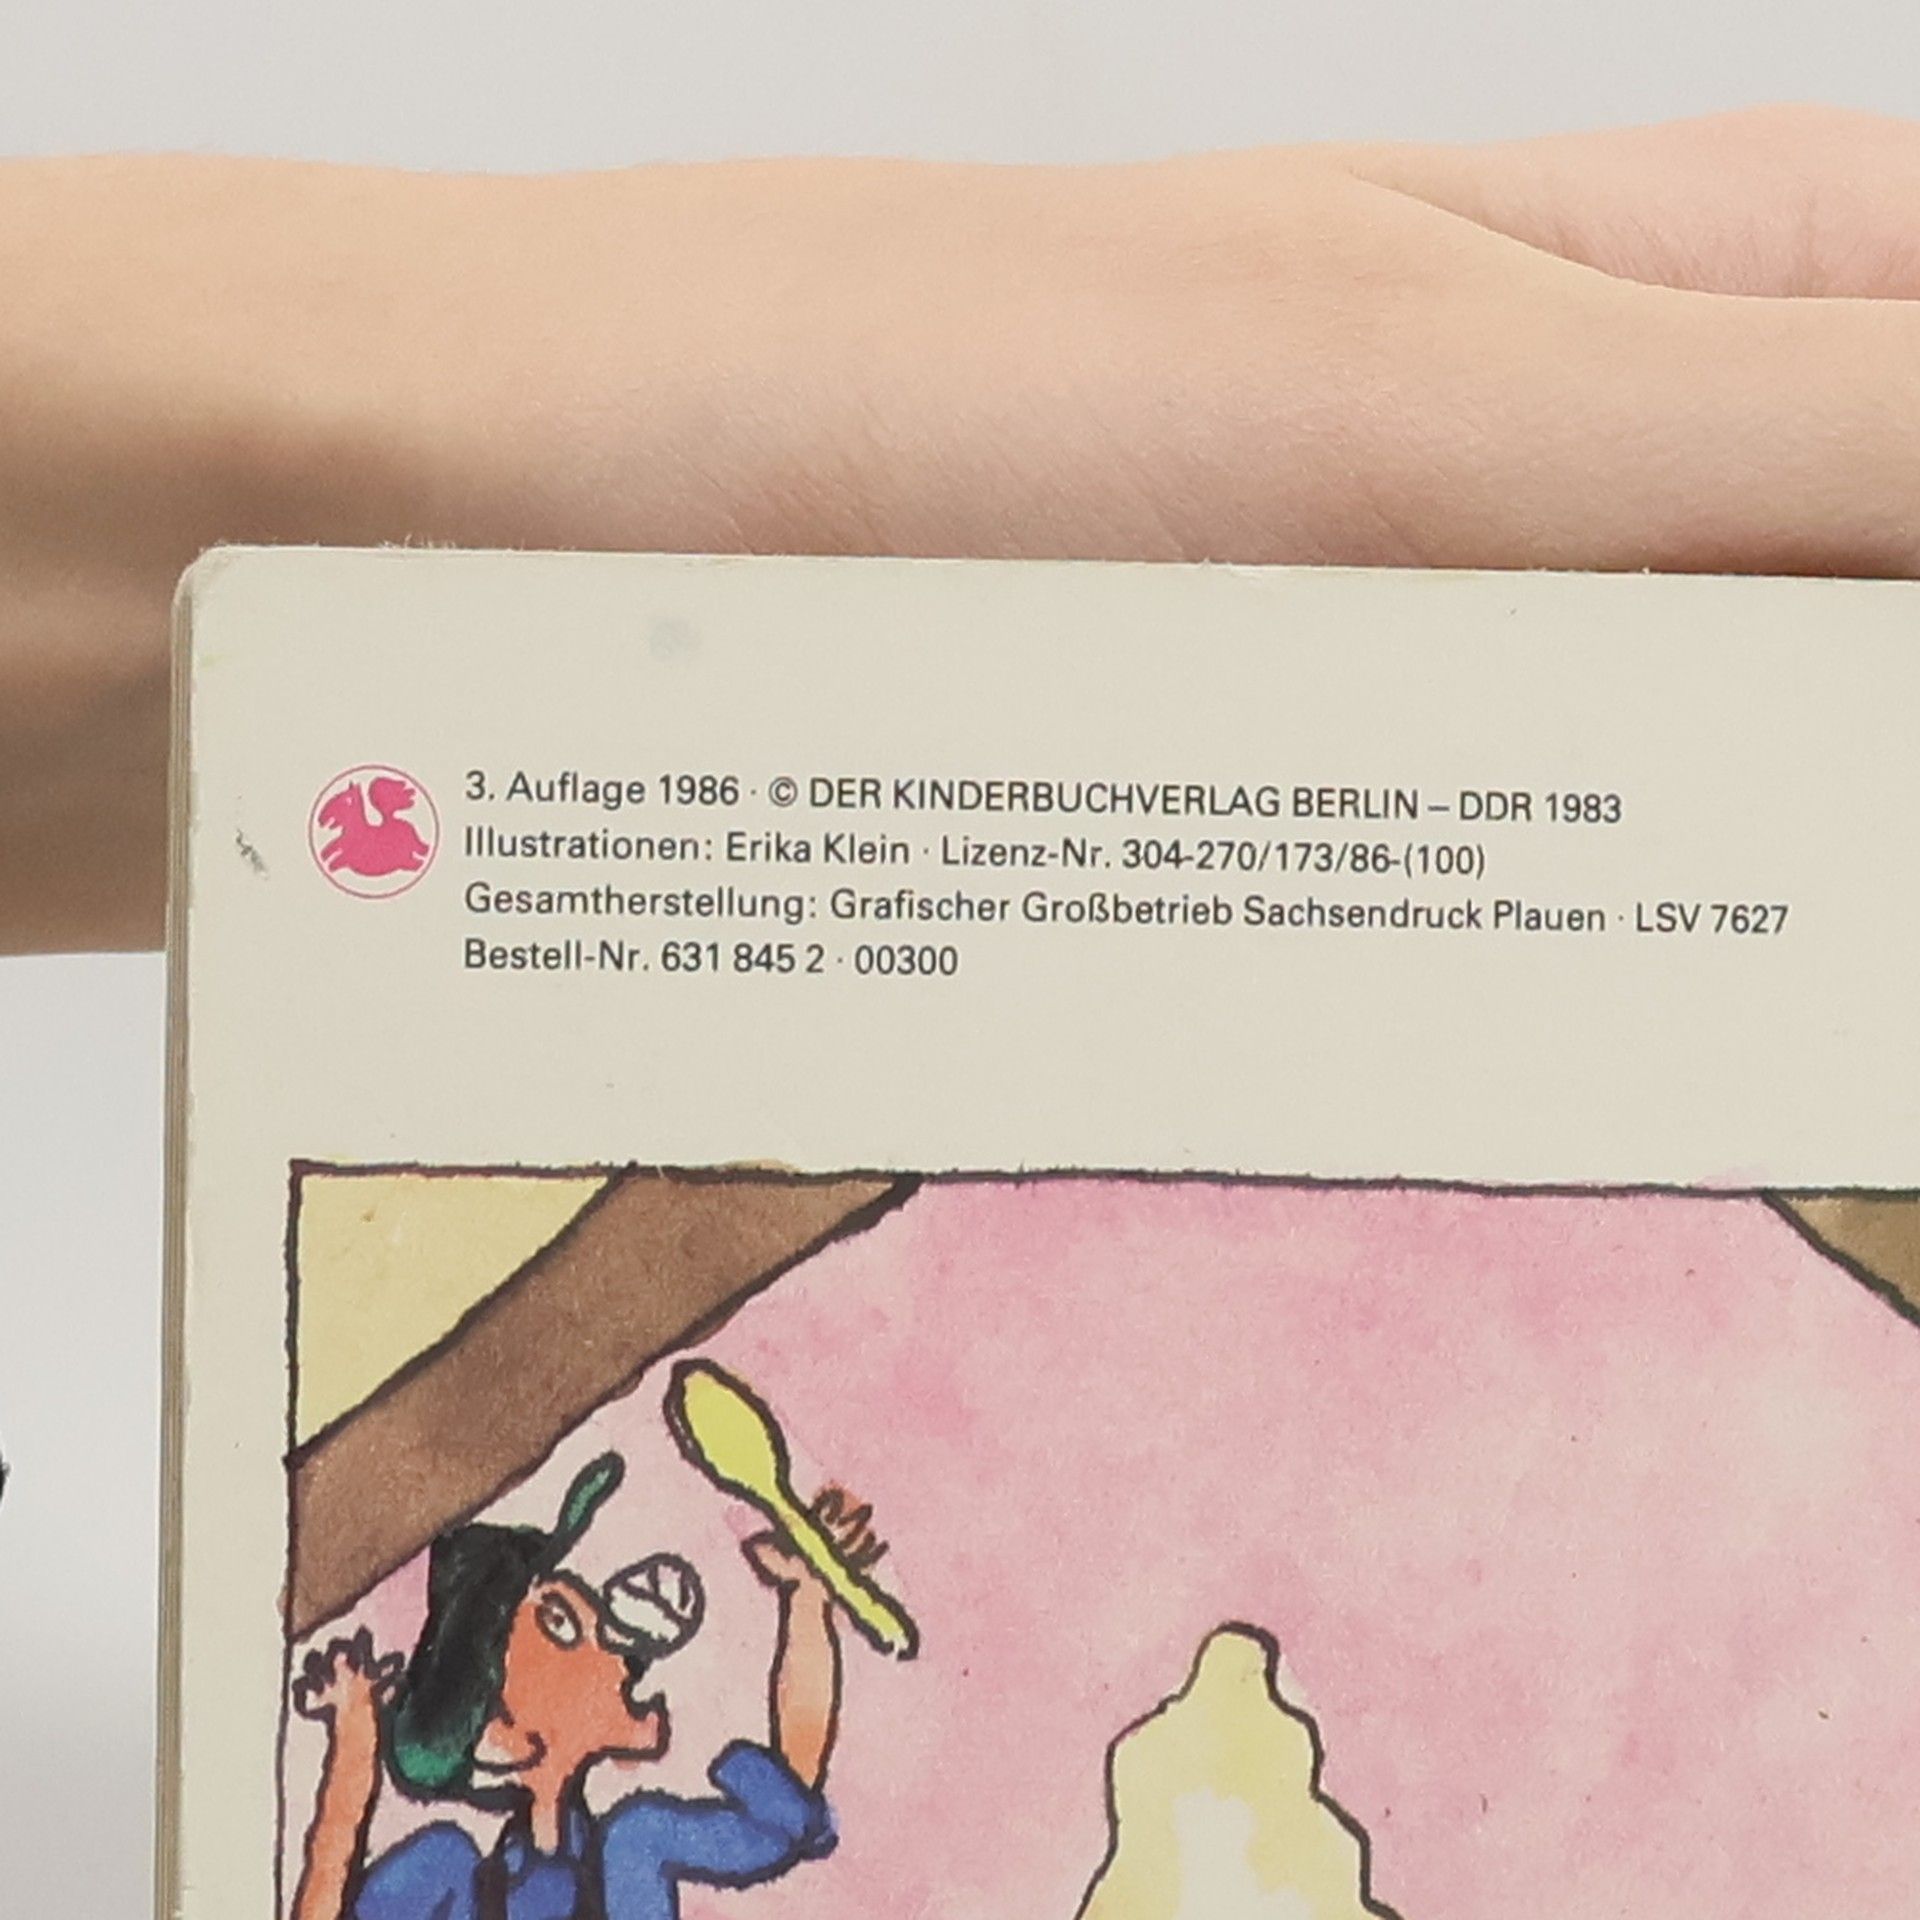 3. Auflage 1986 · © DER KINDERBUCHVERLAG BERLIN – DDR 1983
Illustrationen: Erika Klein · Lizenz-Nr. 304-270/173/86-(100)
Gesamtherstellung: Grafischer Großbetrieb Sachsendruck Plauen · LSV 7627
Bestell-Nr. 631 845 2 · 00300